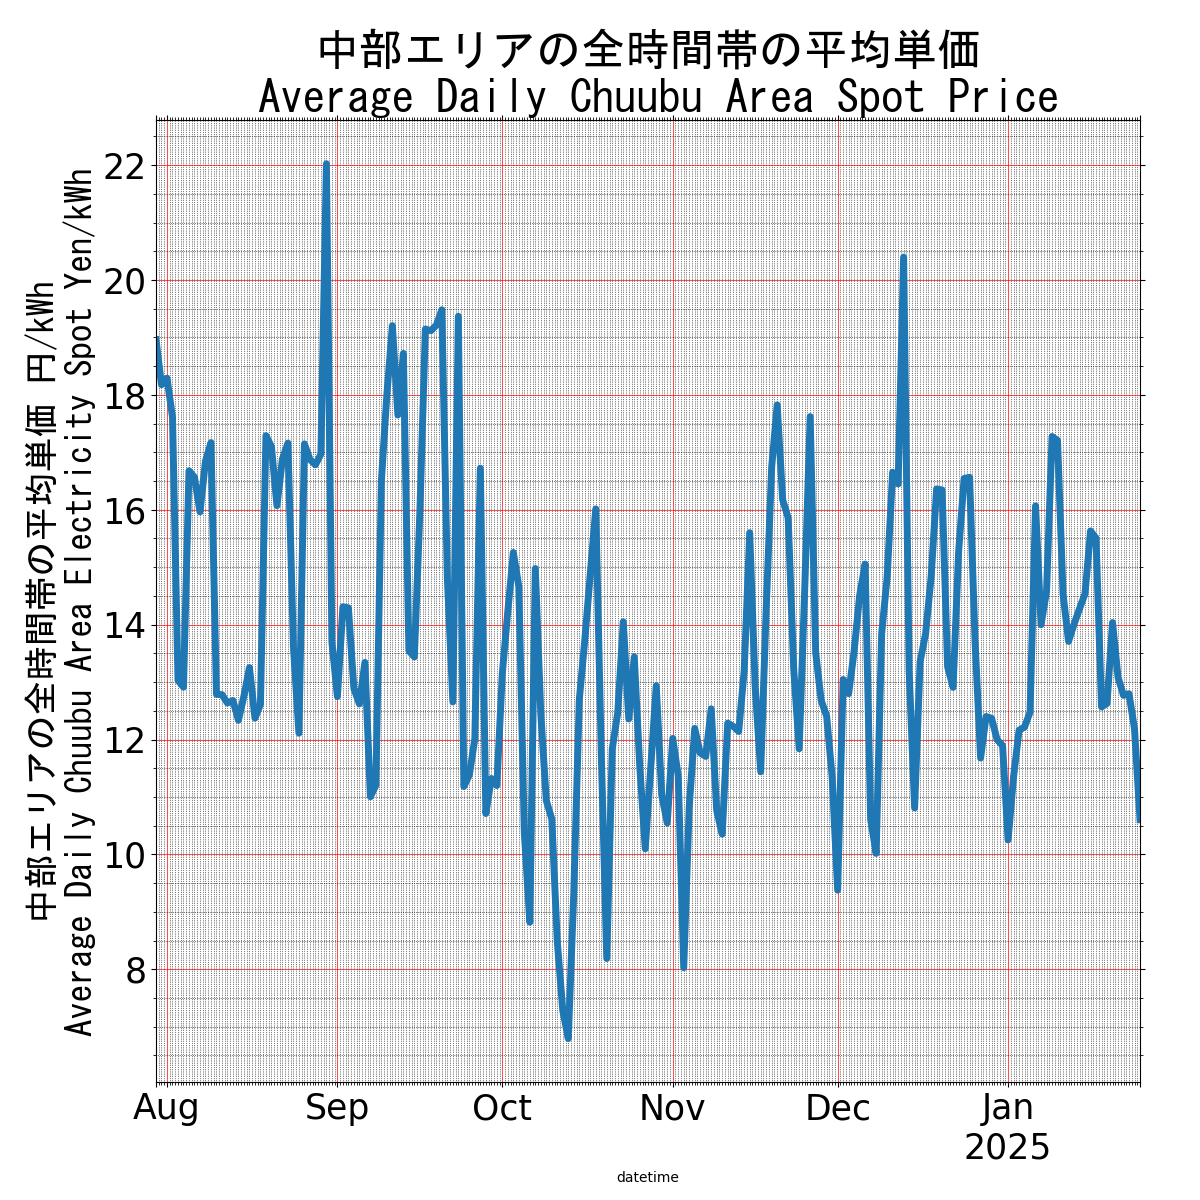 中部エリアの全時間帯の平均単価
Average Daily Chuubu Area Spot Price
中部エリアの全時間帯の平均単価 円/kWh
Average Daily Chuubu Area Electricity Spot Yen/kWh
22
20
18
16
14
12
10
8
Aug Sep Oct Nov Dec Jan
2025
datetime